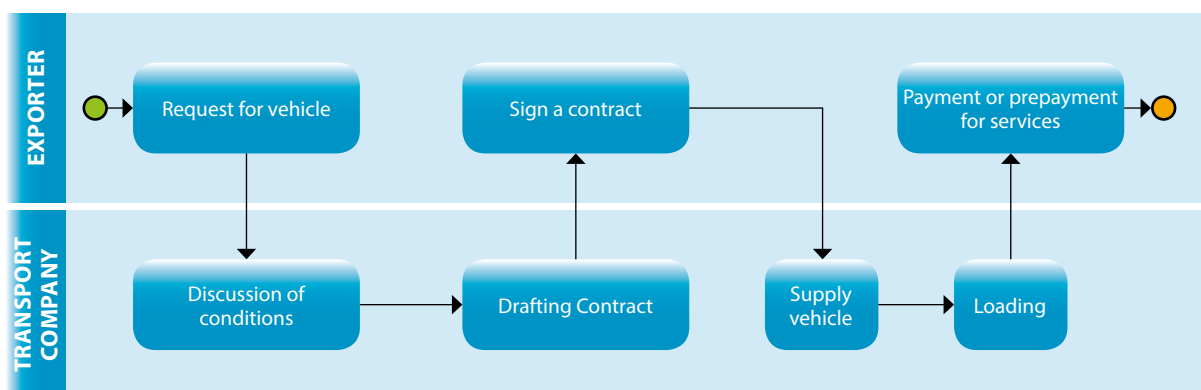 EXPORTER
Request for vehicle
Sign a contract
Payment or prepayment
for services
TRANSPORT
COMPANY
Discussion of
conditions
Drafting Contract
Supply
vehicle
Loading